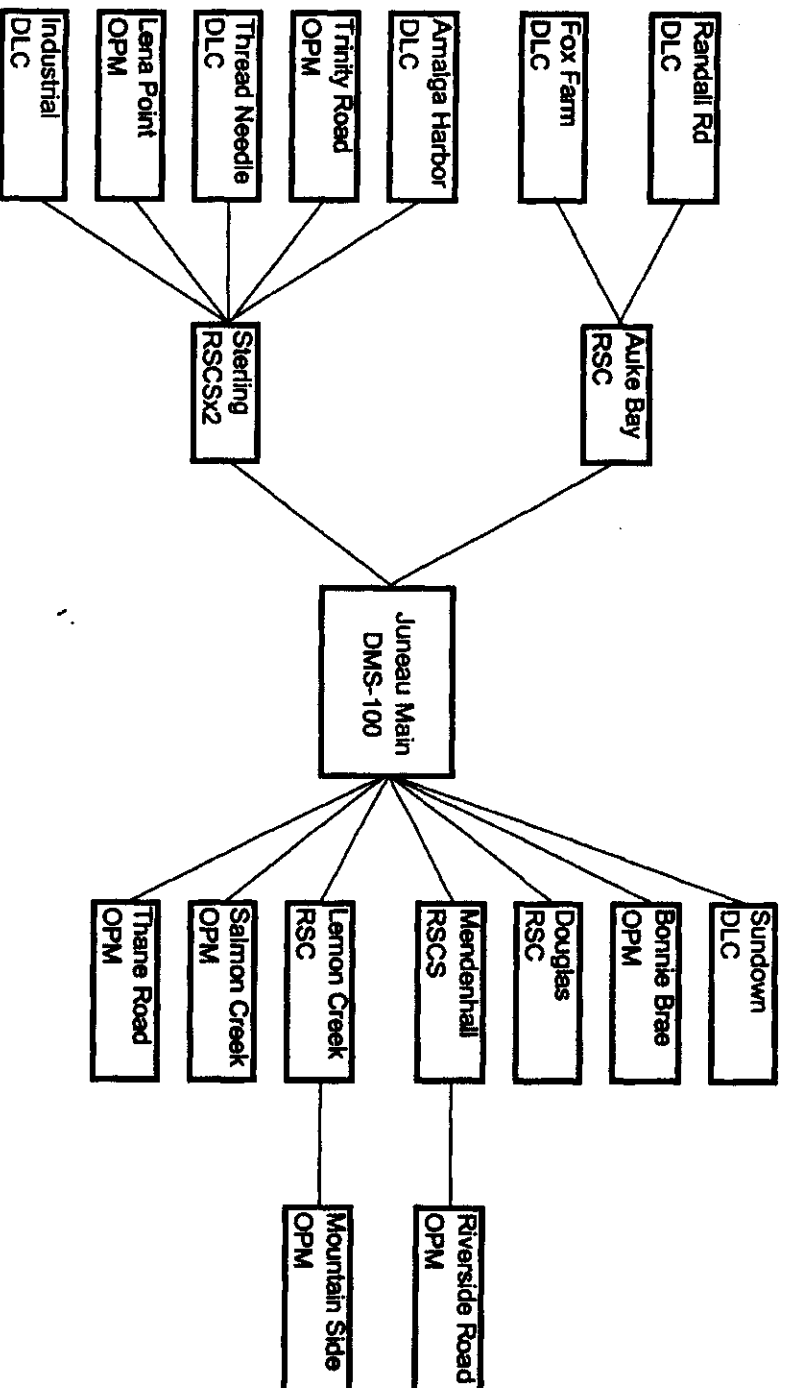 Randall Rd
DLC
Fox Farm
DLC
Amalga Harbor
DLC
Trinity Road
OPM
Thread Needle
DLC
Lena Point
OPM
Industrial
DLC
Auke Bay
RSC
Sterling
RSCSx2
Juneau Main
DMS-100
Sundown
DLC
Bonnie Brae
OPM
Douglas
RSC
Mendenhall
RSCS
Lemon Creek
RSC
Salmon Creek
OPM
Thane Road
OPM
Riverside Road
OPM
Mountain Side
OPM